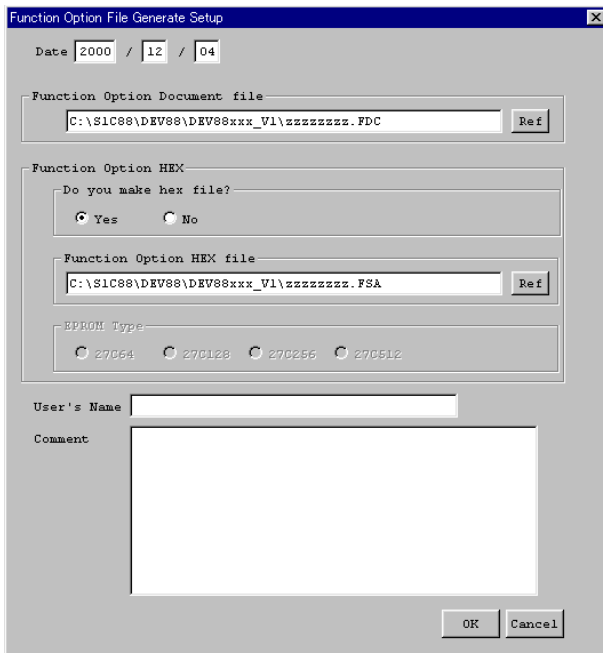 Function Option File Generate Setup
Date 2000 / 12 / 04
Function Option Document file
C:\S1C88\DEV88\DEV88xxx_V1\zzzzzzzz.FDC Ref
Function Option HEX
Do you make hex file?
Yes No
Function Option HEX file
C:\S1C88\DEV88\DEV88xxx_V1\zzzzzzzz.FSA Ref
EPROM Type
27C64 27C128 27C256 27C512
User's Name
Comment
OK Cancel